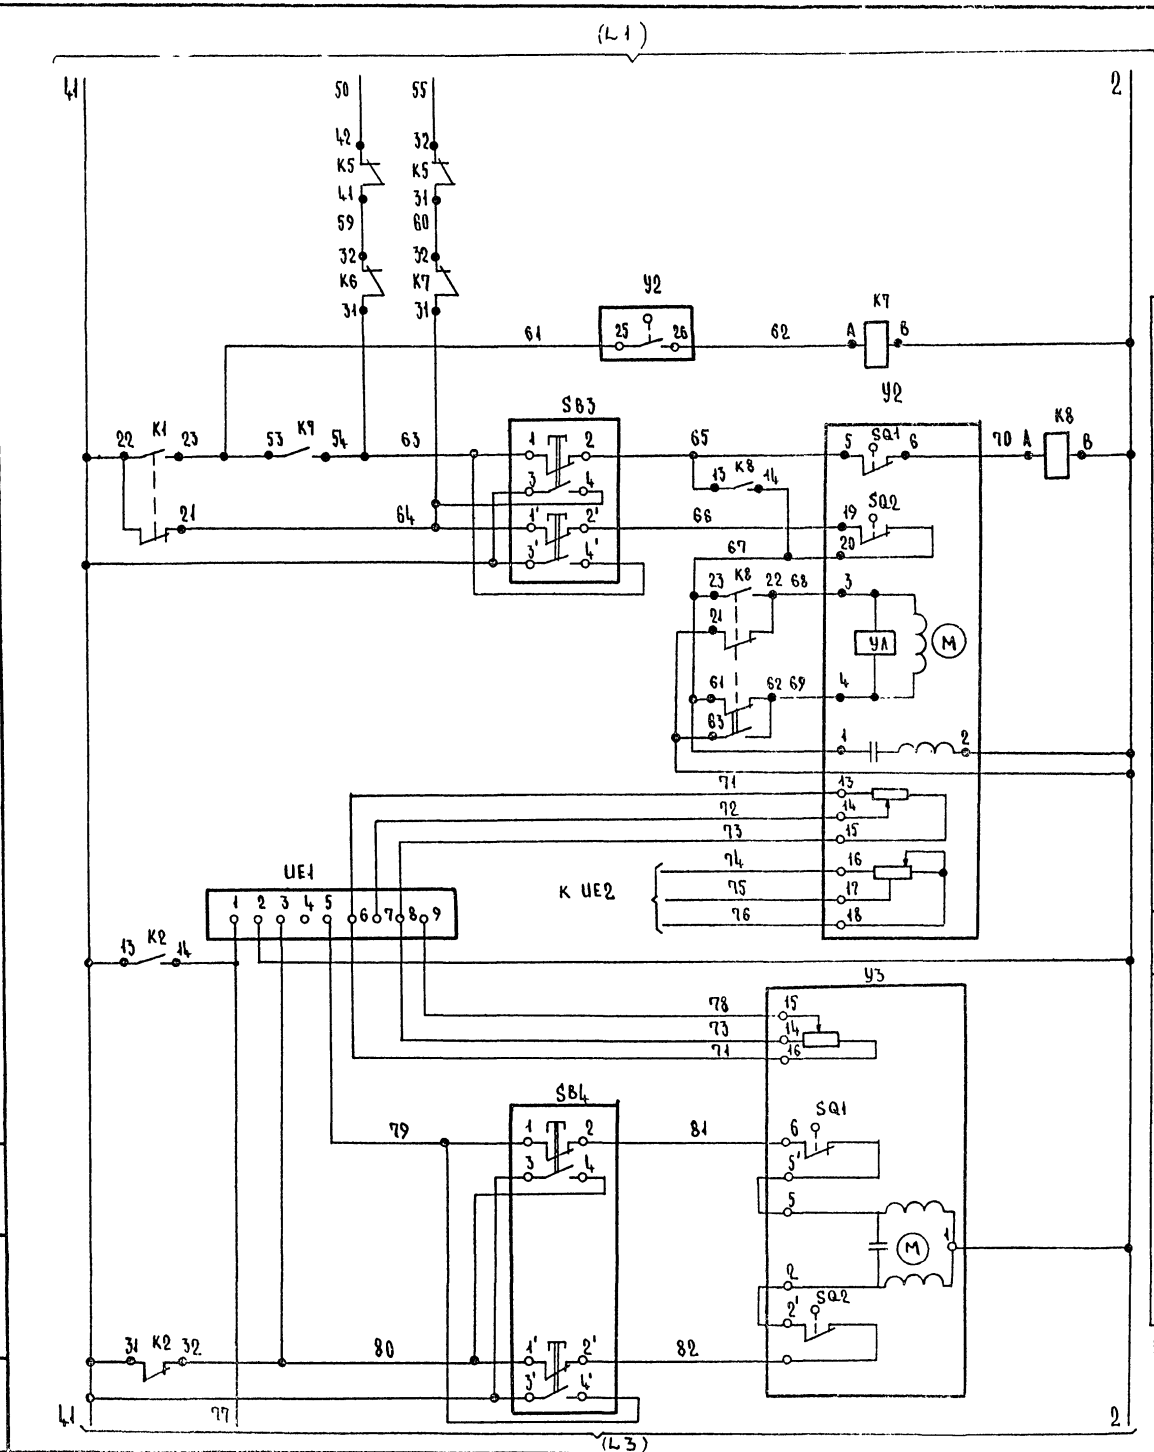 (L1)
41 50 55 2
42 32
K5 K5
41 31
59 60
32 32
K6 K7
31 31
У2 K7
61 25 26 62 A B
У2
SB3
22 K1 23 53 K9 54 63 1 2 65 5 SQ1 6 70 A K8 B
3 4 13 K8 14
21 64 1' 2' 66 19 SQ2
3' 4' 67 20
23 K8 22 68 3
21
УЛ M
61 62 69 4
63
1 2
71 13
72 14
73 15
74 16
К UE2 75 17
76 18
UE1
1 2 3 4 5 6 7 8 9
13 K2 14
У3
78 15
73 14
71 16
SB4
79 1 2 81 6 SQ1
3 4 5'
5
M 1
2
2' SQ2
31 K2 32 80 1' 2' 82
3' 4'
41 77 2
(L3)